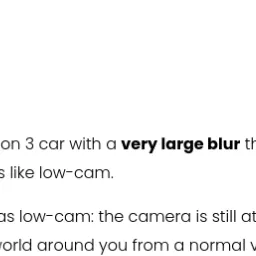 on 3 car with a very large blur th
s like low-cam.
as low-cam: the camera is still at
world around you from a normal v